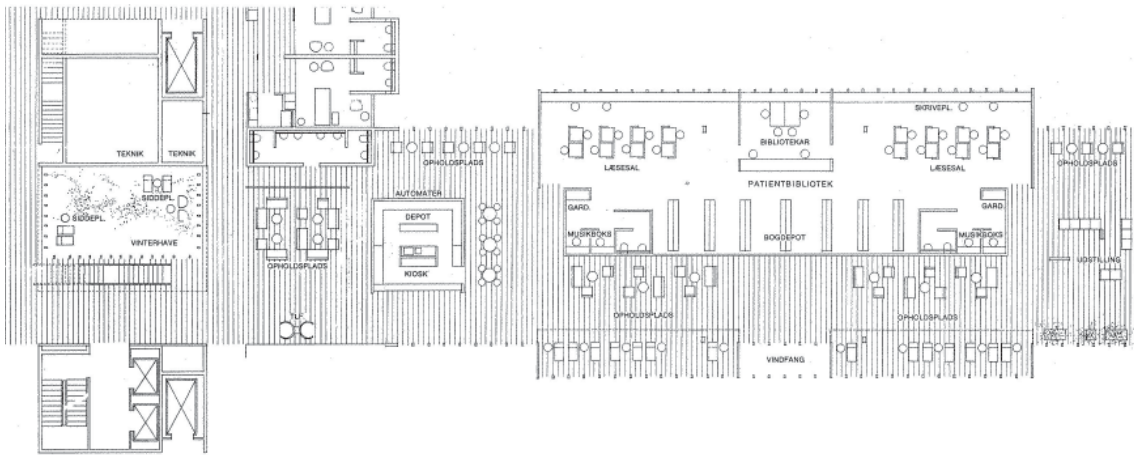 SKRIVEPL.
BIBLIOTEKAR
TEKNIK
TEKNIK
OPHOLDSPLADS
LÆSESAL
LÆSESAL
OPHOLDSPLADS
PATIENTBIBLIOTEK
SIDDEPL.
AUTOMATER
GARD.
GARD.
SIDDEPL.
DEPOT
MUSIKBOKS
BOGDEPOT
MUSIKBOKS
VINTERHAVE
OPHOLDSPLADS
KIOSK
UDSTILLING
TLF.
OPHOLDSPLADS
OPHOLDSPLADS
VINDFANG